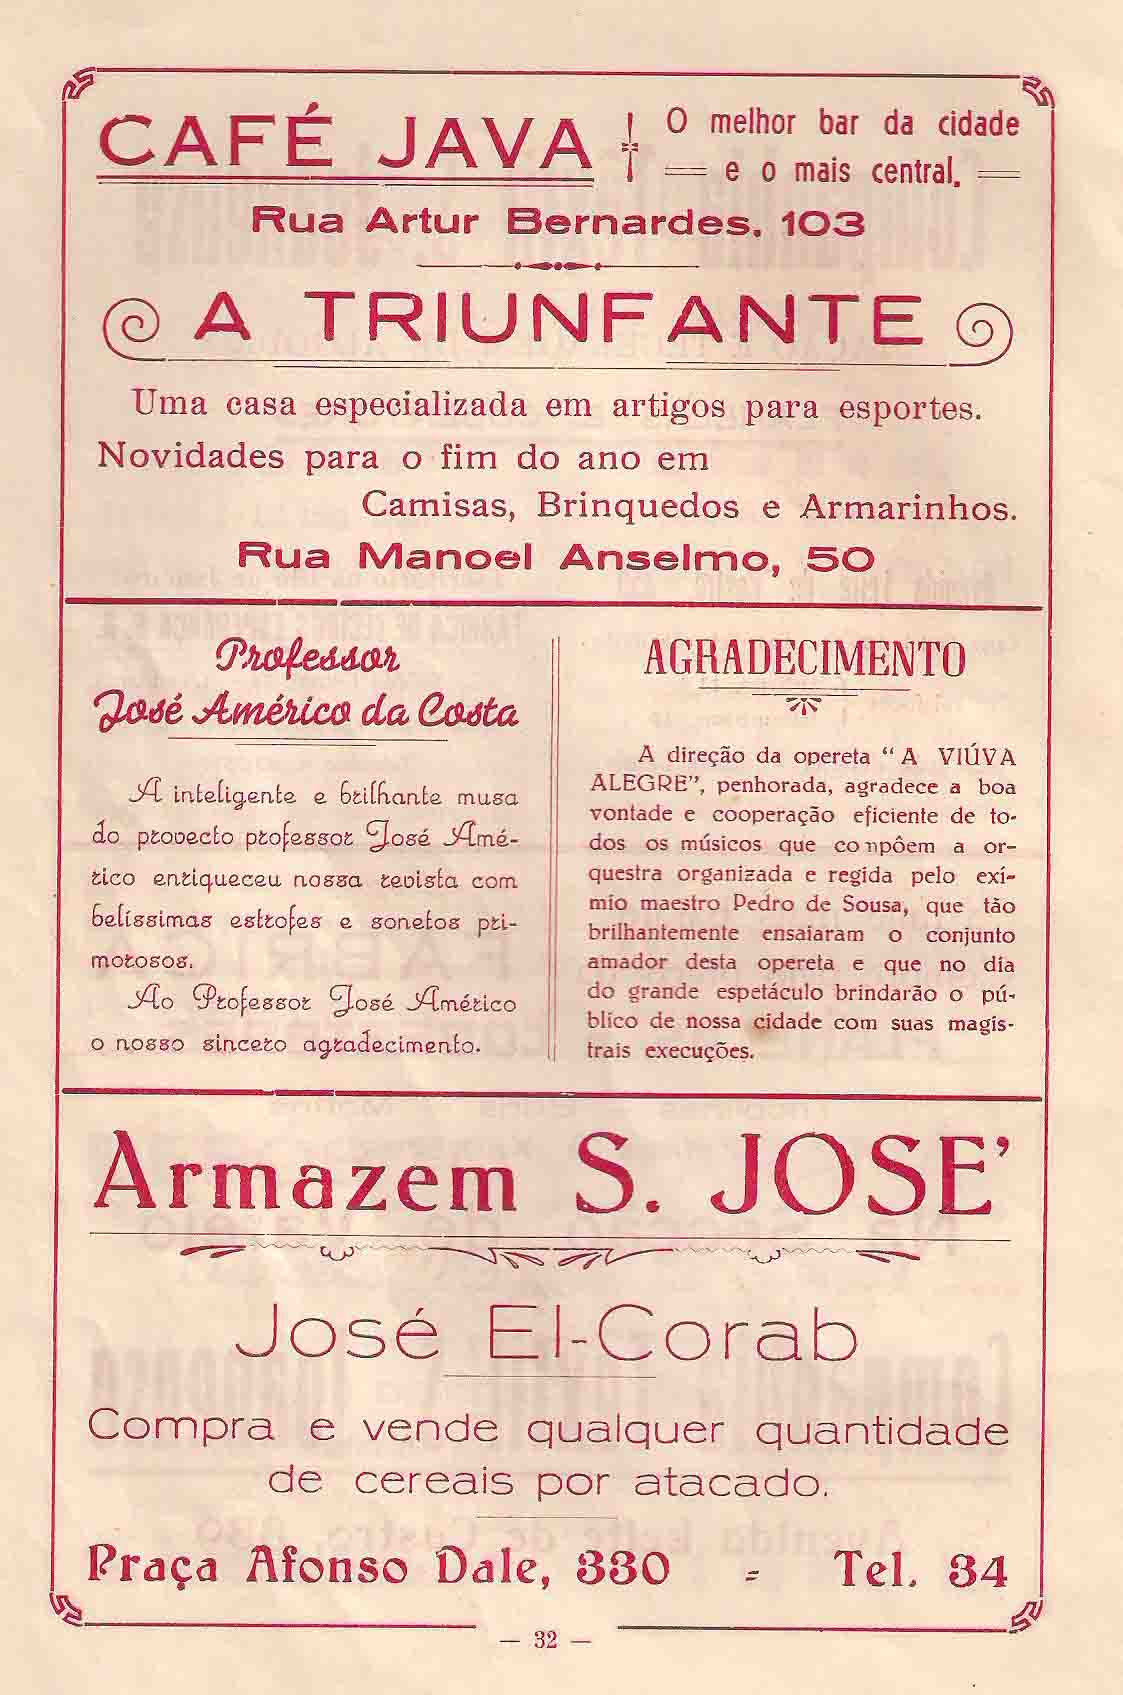 CAFÉ JAVA
O melhor bar da cidade
e o mais central.
Rua Artur Bernardes, 103
A TRIUNFANTE
Uma casa especializada em artigos para esportes.
Novidades para o fim do ano em
Camisas, Brinquedos e Armarinhos.
Rua Manoel Anselmo, 50
Professor
José Américo da Costa
A inteligente e brilhante musa
do provecto professor José Amé-
rico enriqueceu nossa revista com
belíssimas estrofes e sonetos pri-
morosos.
Ao Professor José Américo
o nosso sincero agradecimento.
AGRADECIMENTO
A direção da opereta “A VIÚVA
ALEGRE”, penhorada, agradece a boa
vontade e cooperação eficiente de to-
dos os músicos que compôem a or-
questra organizada e regida pelo exí-
mio maestro Pedro de Sousa, que tão
brilhantemente ensaiaram o conjunto
amador desta opereta e que no dia
do grande espetáculo brindarão o pú-
blico de nossa cidade com suas magis-
trais execuções.
Armazem S. JOSE’
José El-Corab
Compra e vende qualquer quantidade
de cereais por atacado.
Praça Afonso Dale, 330 - Tel. 34
— 32 —